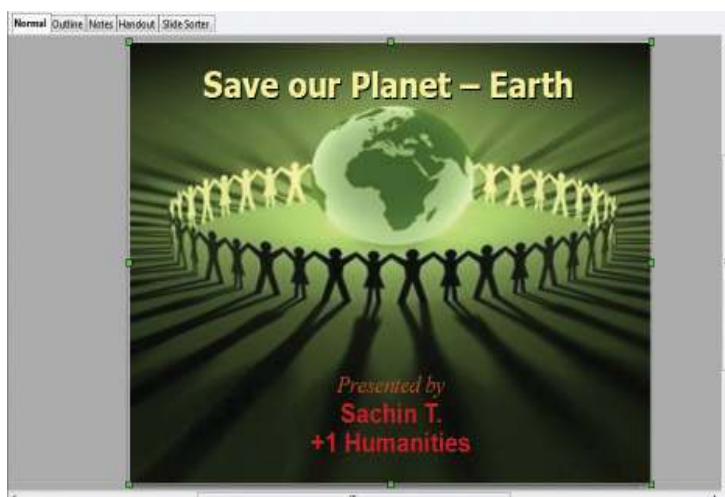 Normal Outline Notes Handout Slide Sorter
Save our Planet – Earth
Presented by
Sachin T.
+1 Humanities